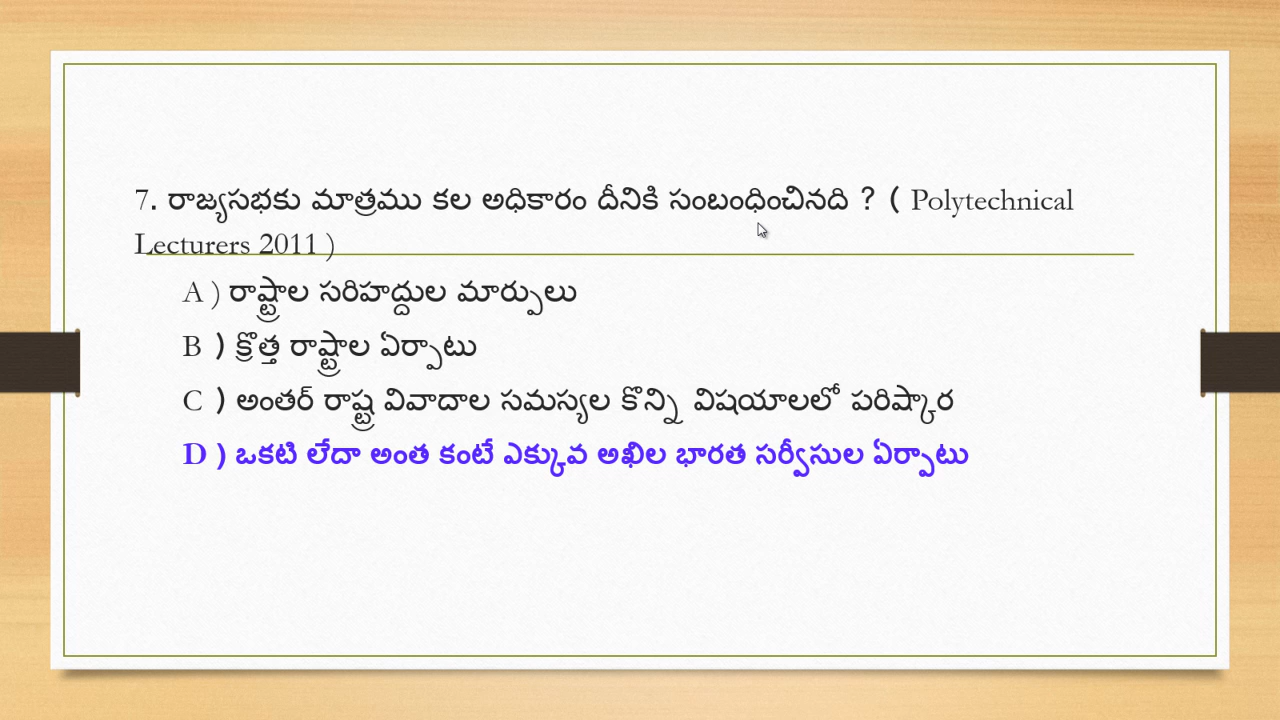 7. రాజ్యసభకు మాత్రము కల అధికారం దీనికి సంబంధించినది ? ( Polytechnical
Lecturers 2011 )
A ) రాష్ట్రాల సరిహద్దుల మార్పులు
B ) క్రొత్త రాష్ట్రాల ఏర్పాటు
C ) అంతర్ రాష్ట్ర వివాదాల సమస్యల కొన్ని విషయాలలో పరిష్కార
D ) ఒకటి లేదా అంత కంటే ఎక్కువ అఖిల భారత సర్వీసుల ఏర్పాటు